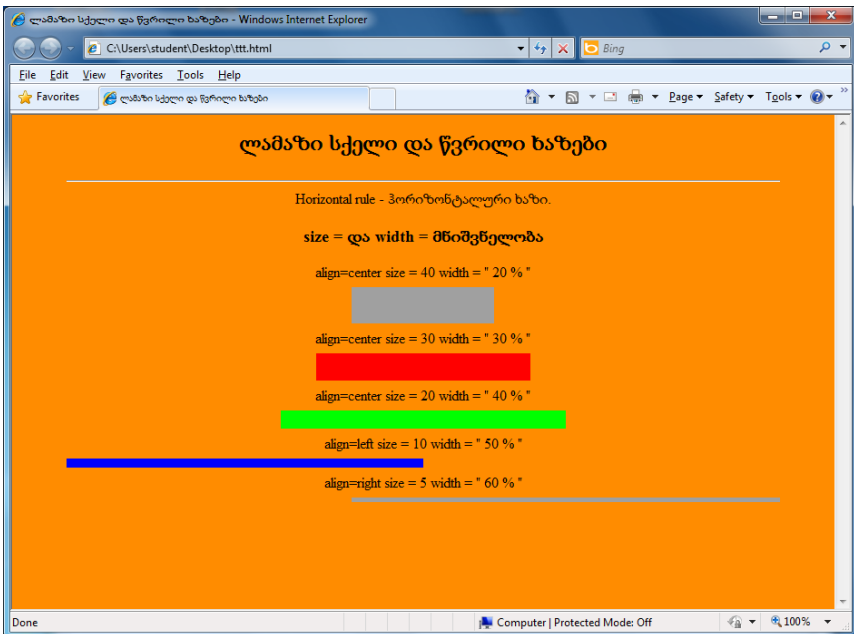 ლამაზი სქელი და წვრილი ხაზები - Windows Internet Explorer
C:\Users\student\Desktop\ttt.html
Bing
File Edit View Favorites Tools Help
Favorites
ლამაზი სქელი და წვრილი ხაზები
Page Safety Tools
ლამაზი სქელი და წვრილი ხაზები
Horizontal rule - ჰორიზონტალური ხაზი.
size = და width = მნიშვნელობა
align=center size = 40 width = " 20 % "
align=center size = 30 width = " 30 % "
align=center size = 20 width = " 40 % "
align=left size = 10 width = " 50 % "
align=right size = 5 width = " 60 % "
Done
Computer | Protected Mode: Off
100%